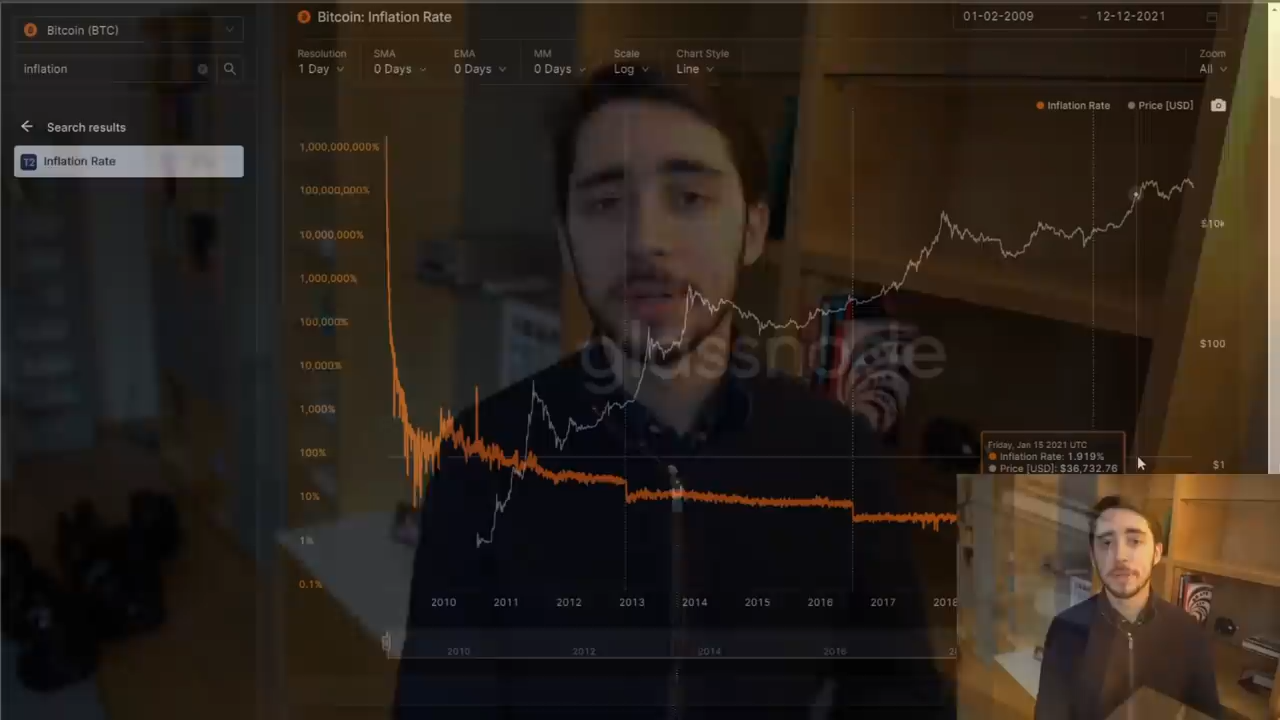 Bitcoin (BTC)
inflation
Search results
T2 Inflation Rate
Bitcoin: Inflation Rate
01-02-2009 → 12-12-2021
Resolution SMA EMA MM Scale Chart Style Zoom
1 Day 0 Days 0 Days 0 Days Log Line All
Inflation Rate Price [USD]
1,000,000,000%
100,000,000%
10,000,000%
1,000,000%
100,000%
10,000%
1,000%
100%
10%
1%
0.1%
$10k
$100
$1
glassnode
Friday, Jan 15 2021 UTC
Inflation Rate: 1.919%
Price [USD]: $36,732.76
2010 2011 2012 2013 2014 2015 2016 2017 2018
2010 2012 2014 2016